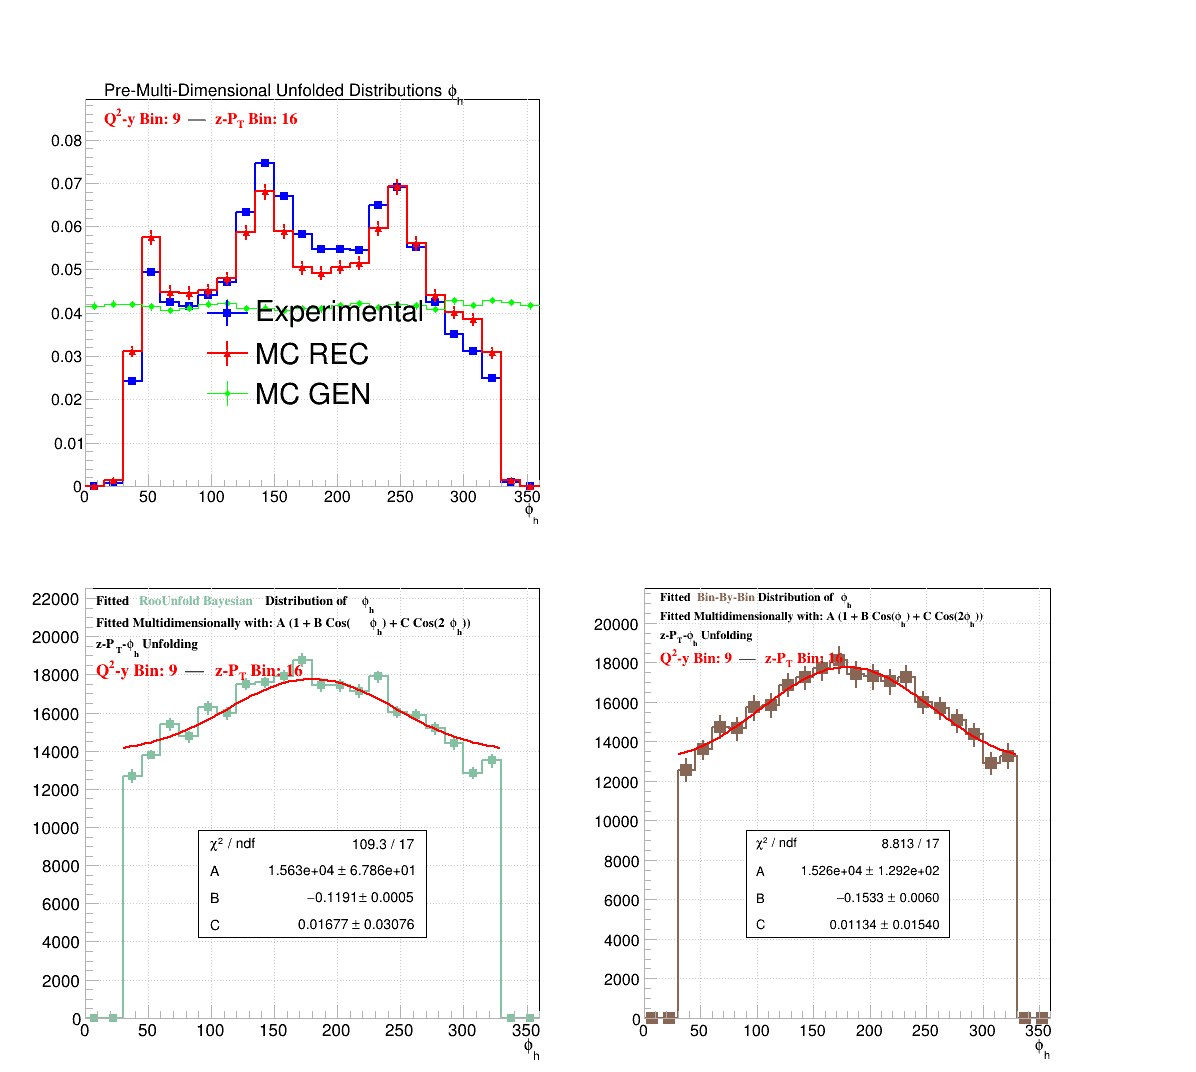 Pre-Multi-Dimensional Unfolded Distributions ϕ_h
Q²-y Bin: 9 — z-P_T Bin: 16
0.08
0.07
0.06
0.05
0.04
0.03
0.02
0.01
0
Experimental
MC REC
MC GEN
0 50 100 150 200 250 300 350
ϕ_h
Fitted RooUnfold Bayesian Distribution of ϕ_h
Fitted Multidimensionally with: A (1 + B Cos( ϕ_h) + C Cos(2 ϕ_h))
z-P_T-ϕ_h Unfolding
Q²-y Bin: 9 — z-P_T Bin: 16
22000
20000
18000
16000
14000
12000
10000
8000
6000
4000
2000
0
χ² / ndf 109.3 / 17
A 1.563e+04 ± 6.786e+01
B −0.1191± 0.0005
C 0.01677 ± 0.03076
0 50 100 150 200 250 300 350
ϕ_h
Fitted Bin-By-Bin Distribution of ϕ_h
Fitted Multidimensionally with: A (1 + B Cos(ϕ_h) + C Cos(2ϕ_h))
z-P_T-ϕ_h Unfolding
Q²-y Bin: 9 — z-P_T Bin: 16
20000
18000
16000
14000
12000
10000
8000
6000
4000
2000
0
χ² / ndf 8.813 / 17
A 1.526e+04 ± 1.292e+02
B −0.1533 ± 0.0060
C 0.01134 ± 0.01540
0 50 100 150 200 250 300 350
ϕ_h